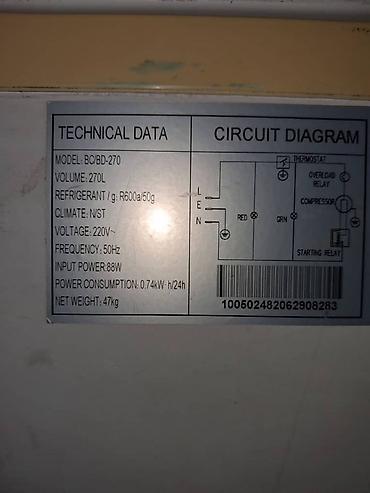 TECHNICAL DATA
MODEL: BC/BD-270
VOLUME: 270L
REFRIGERANT / g: R600a/50g
CLIMATE: N/ST
VOLTAGE: 220V~
FREQUENCY: 50Hz
INPUT POWER: 88W
POWER CONSUMPTION: 0.74kW·h/24h
NET WEIGHT: 47kg
CIRCUIT DIAGRAM
THERMOSTAT
OVERLOAD
RELAY
COMPRESSOR
L
E
N
RED
GRN
STARTING RELAY
100502482062908283